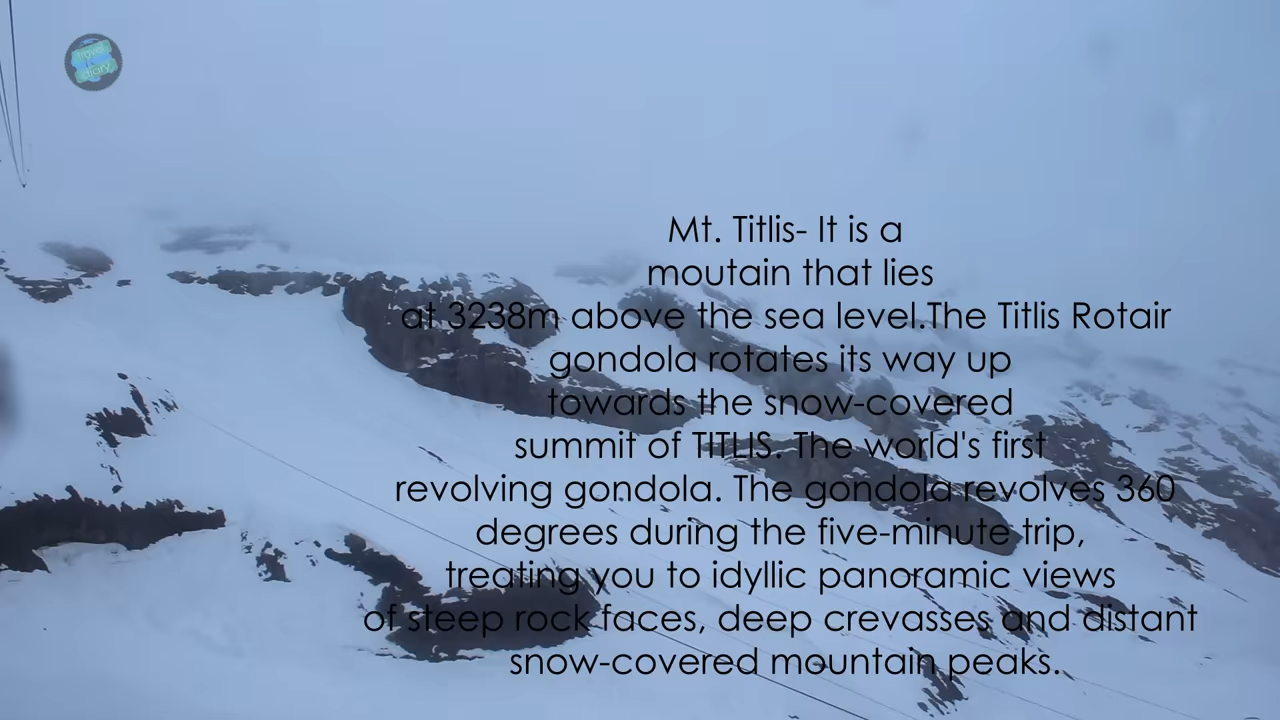 travel
diary
Mt. Titlis- It is a
moutain that lies
at 3238m above the sea level.The Titlis Rotair
gondola rotates its way up
towards the snow-covered
summit of TITLIS. The world's first
revolving gondola. The gondola revolves 360
degrees during the five-minute trip,
treating you to idyllic panoramic views
of steep rock faces, deep crevasses and distant
snow-covered mountain peaks.